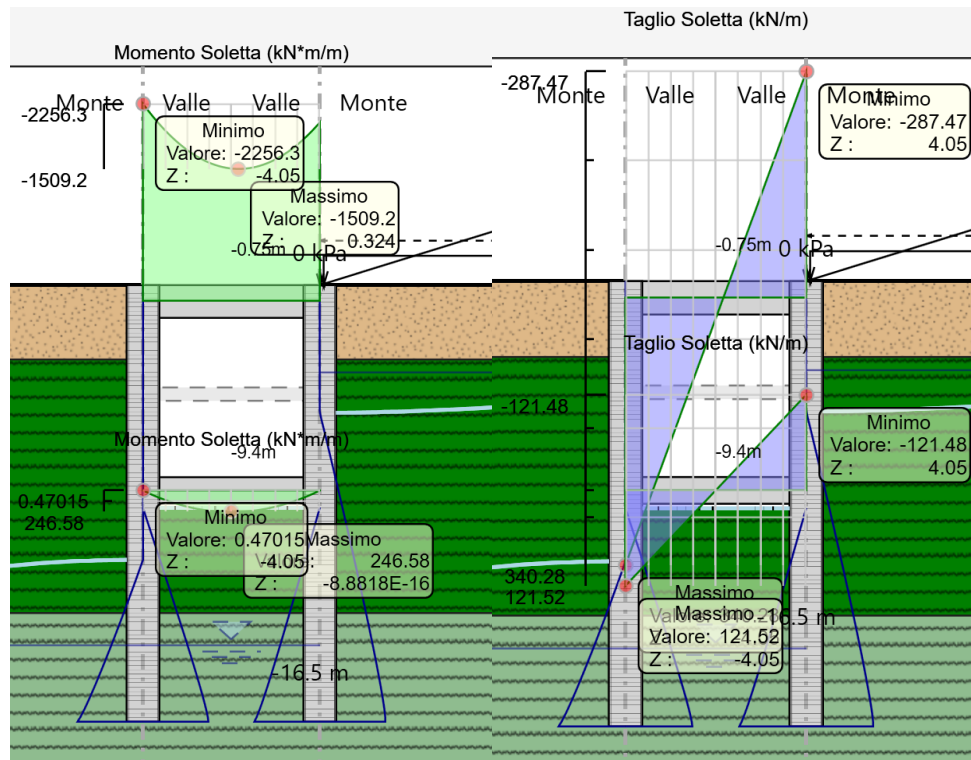 Momento Soletta (kN*m/m)
Monte
Valle
Valle
Monte
-2256.3
-1509.2
Minimo
Valore: -2256.3
Z : -4.05
Massimo
Valore: -1509.2
Z : 0.324
-0.75m
0 kPa
Momento Soletta (kN*m/m)
-9.4m
0.47015
246.58
Minimo
Valore: 0.47015
Z : -4.05
Massimo
246.58
Z : -8.8818E-16
-16.5 m
Taglio Soletta (kN/m)
-287.47
Monte
Valle
Valle
Monte
Minimo
Valore: -287.47
Z : 4.05
-0.75m
0 kPa
Taglio Soletta (kN/m)
-121.48
-9.4m
Minimo
Valore: -121.48
Z : 4.05
340.28
121.52
Massimo
Massimo
Valore: 121.52
Z : -4.05
16.5 m